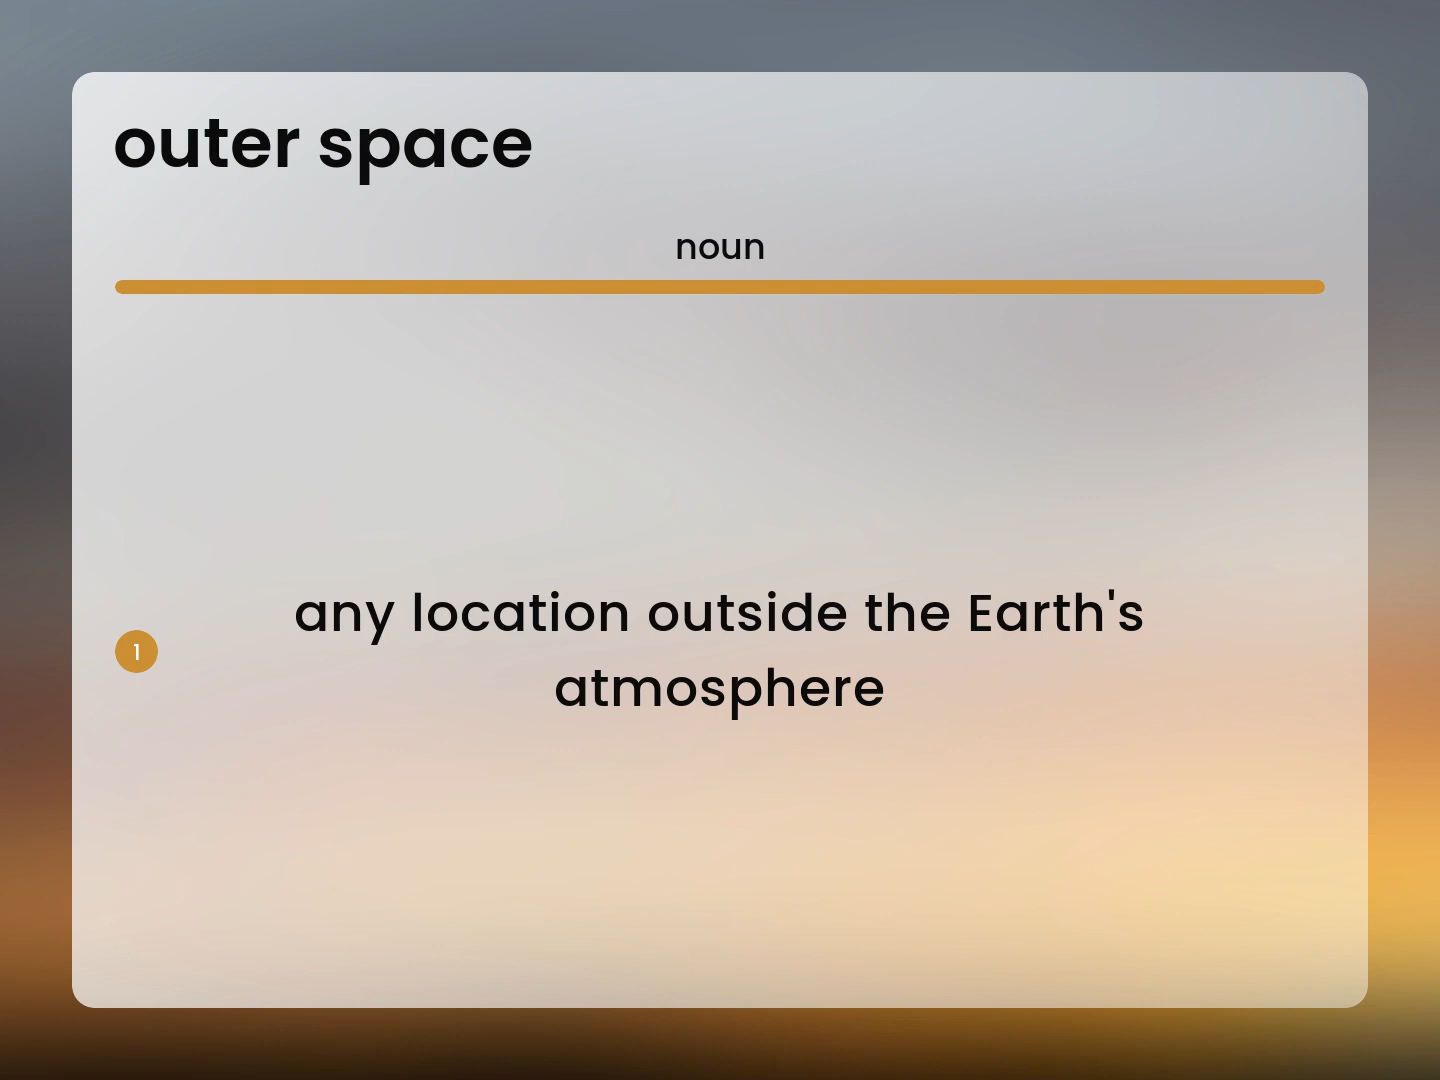 outer space
noun
1
any location outside the Earth's
atmosphere